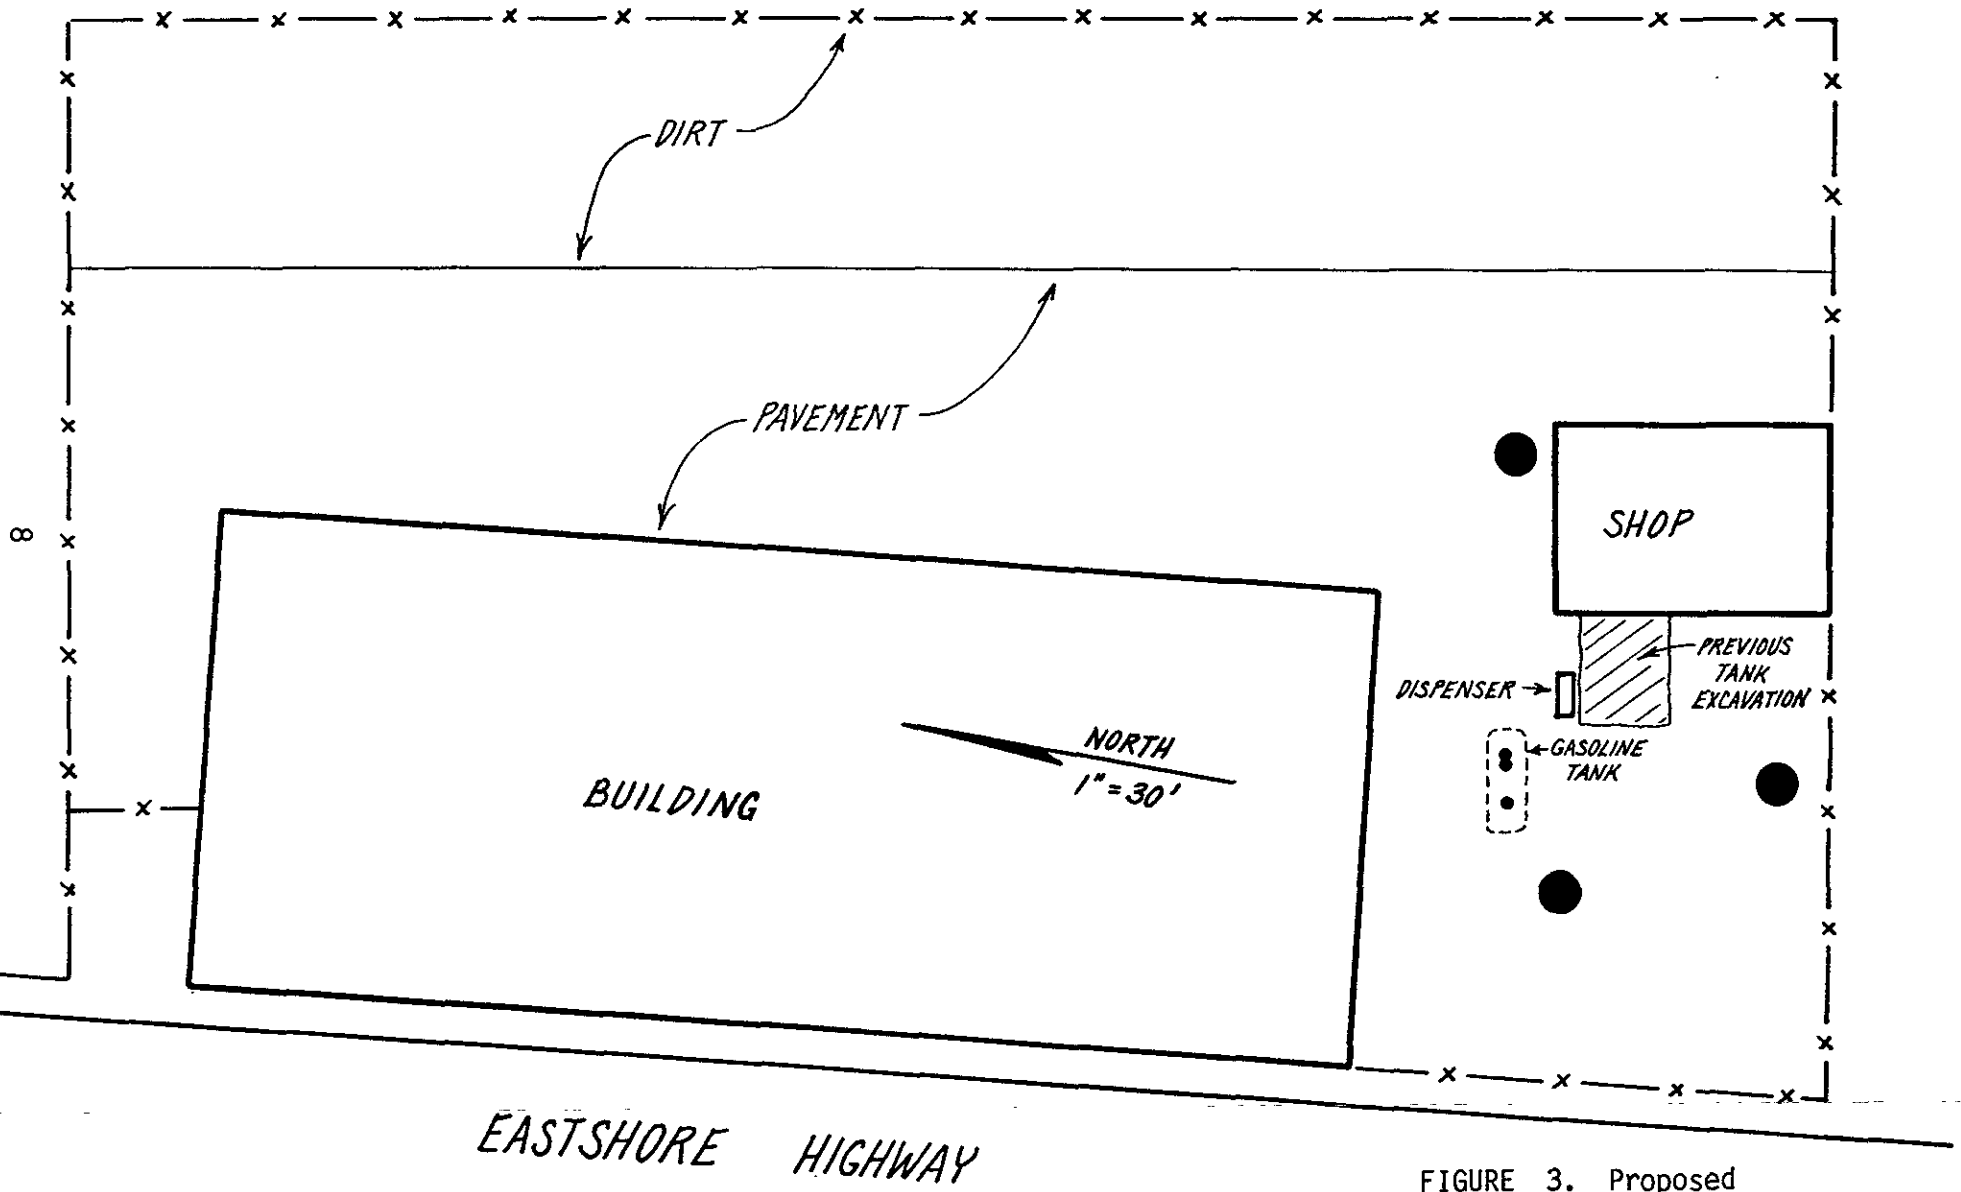 DIRT
PAVEMENT
8
SHOP
PREVIOUS
TANK
EXCAVATION
DISPENSER
GASOLINE
TANK
NORTH
1" = 30'
BUILDING
EASTSHORE HIGHWAY
FIGURE 3. Proposed